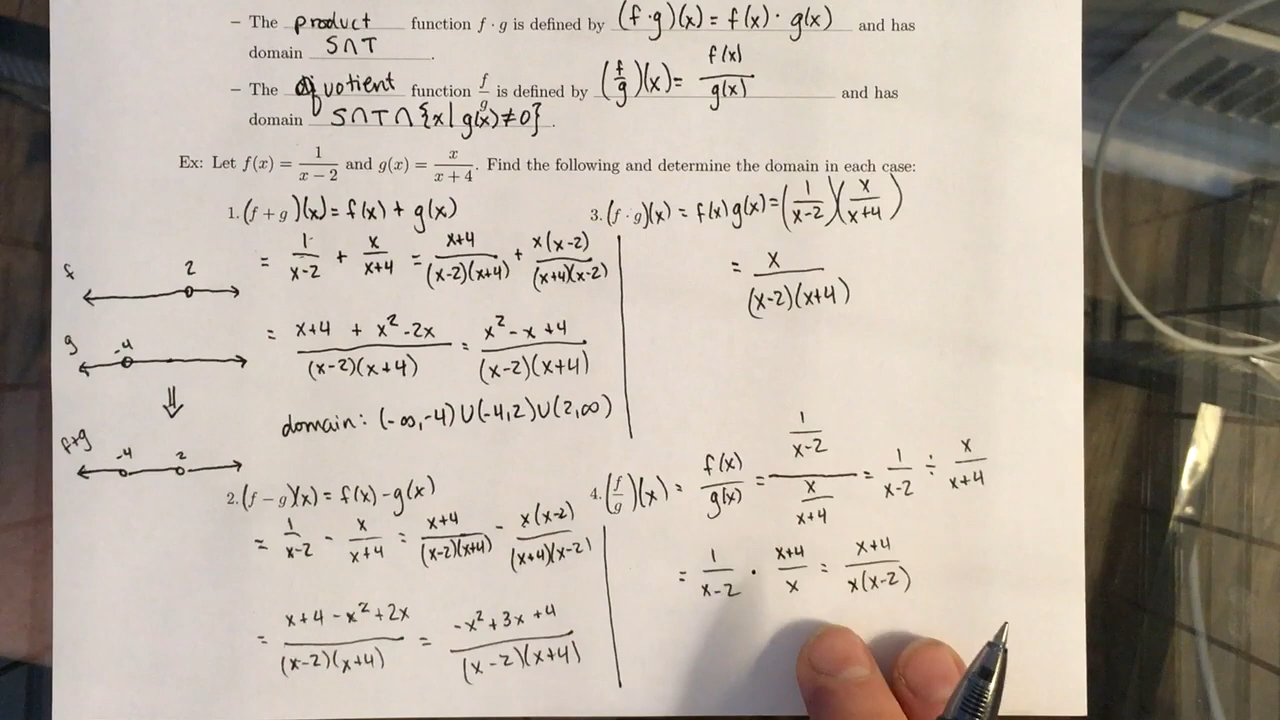 – The product function f · g is defined by (f·g)(x) = f(x) · g(x) and has
domain S∩T .
– The quotient function f/g is defined by (f/g)(x) = f(x)/g(x) and has
domain S∩T∩{x| g(x)≠0} .
Ex: Let f(x) = 1/(x − 2) and g(x) = x/(x + 4). Find the following and determine the domain in each case:
1. (f+g)(x) = f(x) + g(x)
= 1/(x-2) + x/(x+4) = (x+4)/((x-2)(x+4)) + x(x-2)/((x+4)(x-2))
f
2
= (x+4 + x²-2x)/((x-2)(x+4)) = (x²-x+4)/((x-2)(x+4))
g
-4
⇓
domain: (-∞,-4)∪(-4,2)∪(2,∞)
f+g
-4 2
2. (f-g)(x) = f(x) - g(x)
= 1/(x-2) - x/(x+4) = (x+4)/((x-2)(x+4)) - x(x-2)/((x+4)(x-2))
= (x+4-x²+2x)/((x-2)(x+4)) = (-x²+3x+4)/((x-2)(x+4))
3. (f·g)(x) = f(x)g(x) = (1/(x-2))(x/(x+4))
= x/((x-2)(x+4))
4. (f/g)(x) = f(x)/g(x) = (1/(x-2))/(x/(x+4)) = 1/(x-2) ÷ x/(x+4)
= 1/(x-2) · (x+4)/x = (x+4)/(x(x-2))